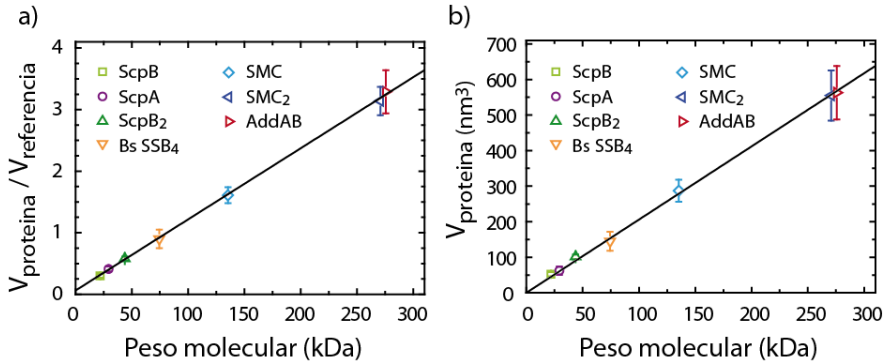 a)
V proteina / V referencia
4
3
2
1
0
ScpB
ScpA
ScpB2
Bs SSB4
SMC
SMC2
AddAB
0 50 100 150 200 250 300
Peso molecular (kDa)
b)
Vproteina (nm3)
700
600
500
400
300
200
100
0
ScpB
ScpA
ScpB2
Bs SSB4
SMC
SMC2
AddAB
0 50 100 150 200 250 300
Peso molecular (kDa)